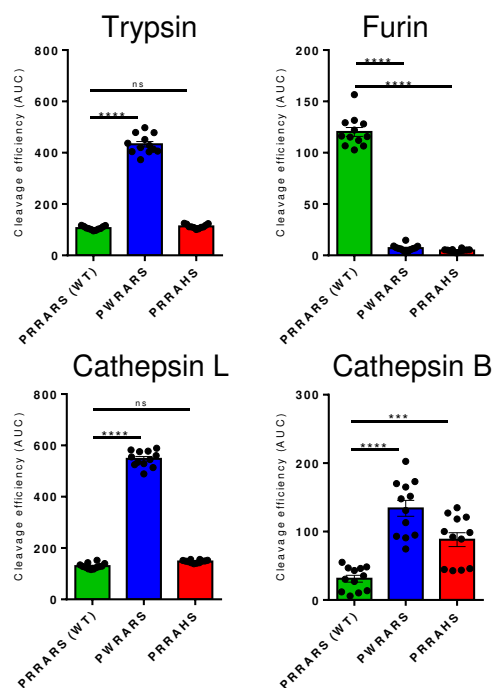 Trypsin
Cleavage efficiency (AUC)
800
600
400
200
0
ns
****
PRRARS (WT)
PWRARS
PRRAHS
Furin
Cleavage efficiency (AUC)
200
150
100
50
0
****
****
PRRARS (WT)
PWRARS
PRRAHS
Cathepsin L
Cleavage efficiency (AUC)
800
600
400
200
0
ns
****
PRRARS (WT)
PWRARS
PRRAHS
Cathepsin B
Cleavage efficiency (AUC)
300
200
100
0
***
****
PRRARS (WT)
PWRARS
PRRAHS